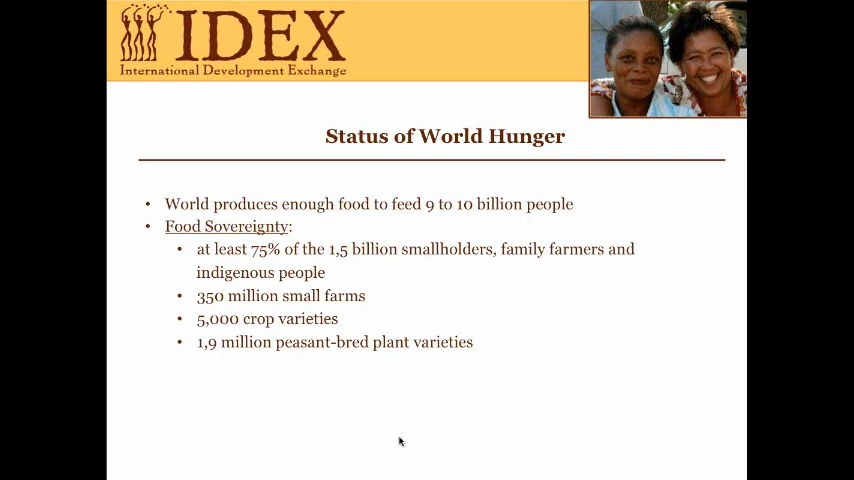 IDEX
International Development Exchange
Status of World Hunger
• World produces enough food to feed 9 to 10 billion people
• Food Sovereignty:
• at least 75% of the 1,5 billion smallholders, family farmers and
indigenous people
• 350 million small farms
• 5,000 crop varieties
• 1,9 million peasant-bred plant varieties